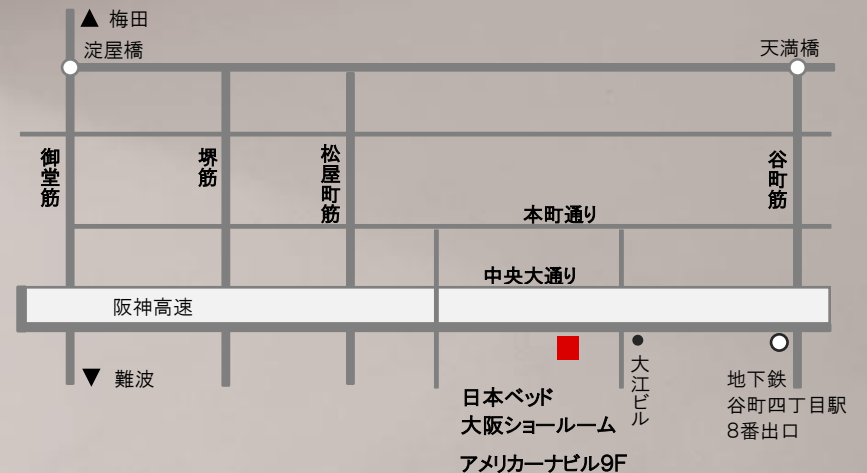 ▲ 梅田
淀屋橋
天満橋
御堂筋
堺筋
松屋町筋
谷町筋
本町通り
中央大通り
阪神高速
▼ 難波
大江ビル
日本ベッド
大阪ショールーム
アメリカーナビル9F
地下鉄
谷町四丁目駅
8番出口